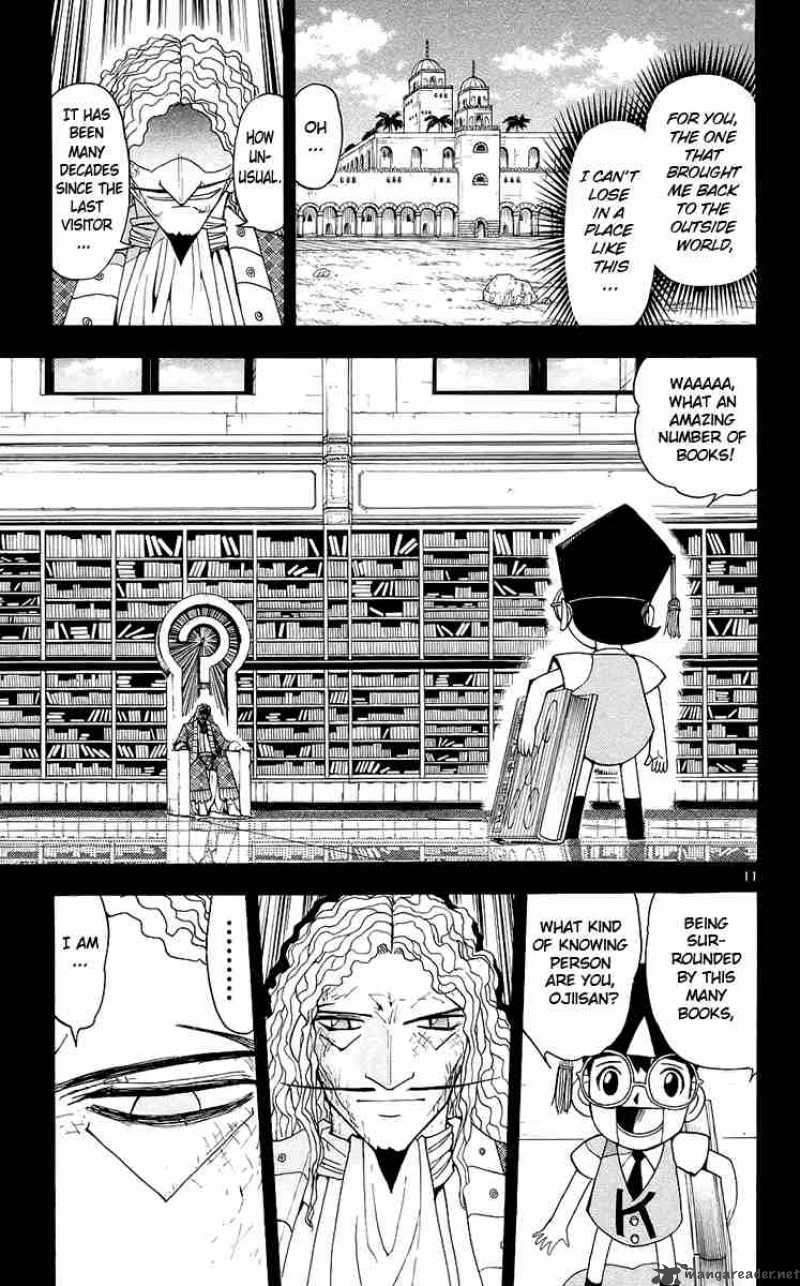 FOR YOU,
THE ONE
THAT
BROUGHT
ME BACK
TO THE
OUTSIDE
WORLD,
I CAN'T
LOSE
IN A
PLACE
LIKE
THIS
...
OH
...
HOW
UN-
USUAL.
IT HAS
BEEN
MANY
DECADES
SINCE THE
LAST
VISITOR
...
WAAAAA,
WHAT AN
AMAZING
NUMBER OF
BOOKS!
?
11
BEING
SUR-
ROUNDED
BY THIS
MANY
BOOKS,
WHAT KIND
OF KNOWING
PERSON
ARE YOU,
OJIISAN?
K
......
I AM
...
mangareader.net